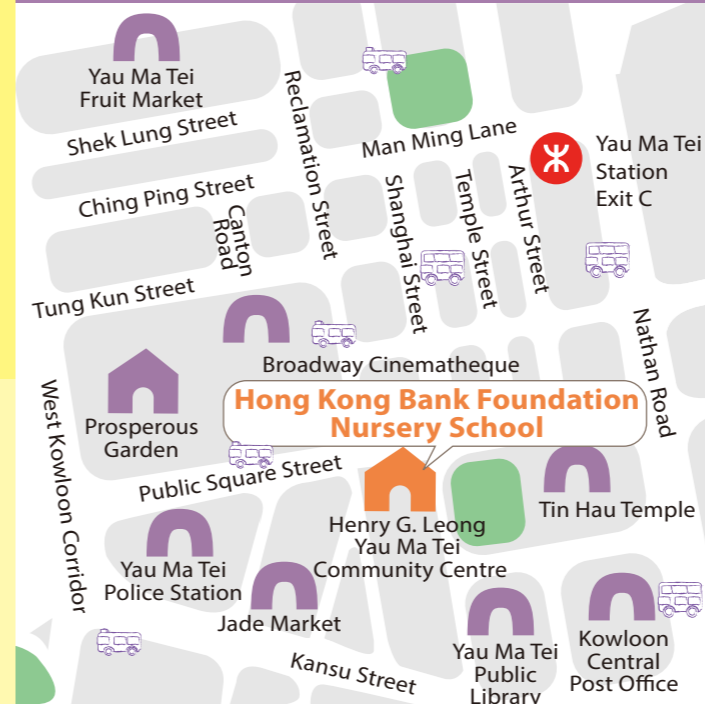 Yau Ma Tei
Fruit Market
Shek Lung Street
Reclamation Street
Man Ming Lane
Yau Ma Tei
Station
Exit C
Ching Ping Street
Canton
Road
Shanghai Street
Temple Street
Arthur Street
Tung Kun Street
Nathan Road
Broadway Cinematheque
West Kowloon Corridor
Prosperous
Garden
Hong Kong Bank Foundation
Nursery School
Public Square Street
Henry G. Leong
Yau Ma Tei
Community Centre
Tin Hau Temple
Yau Ma Tei
Police Station
Jade Market
Kansu Street
Yau Ma Tei
Public
Library
Kowloon
Central
Post Office